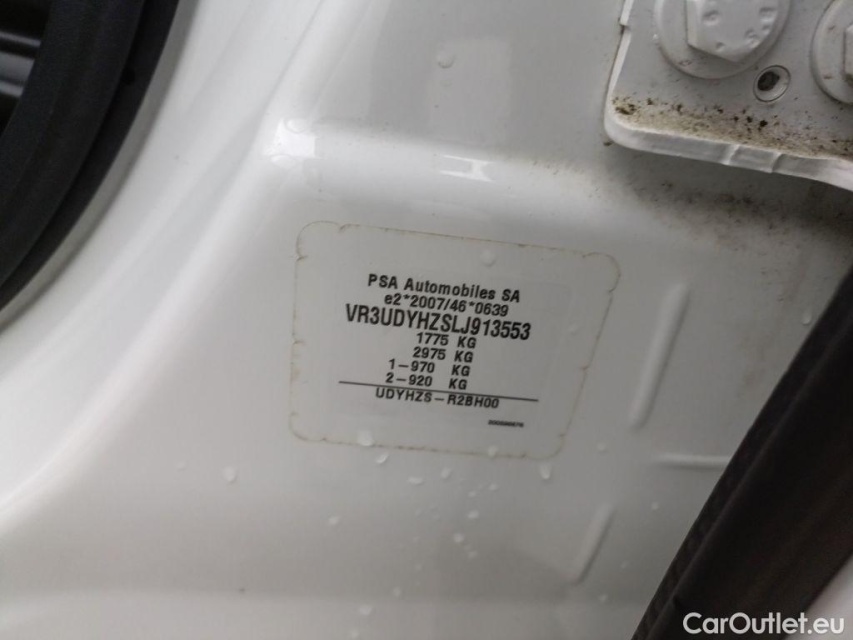 PSA Automobiles SA
e2*2007/46*0639
VR3UDYHZSLJ913553
1775 KG
2975 KG
1-970 KG
2-920 KG
UDYHZS-R2BH00
CarOutlet.eu